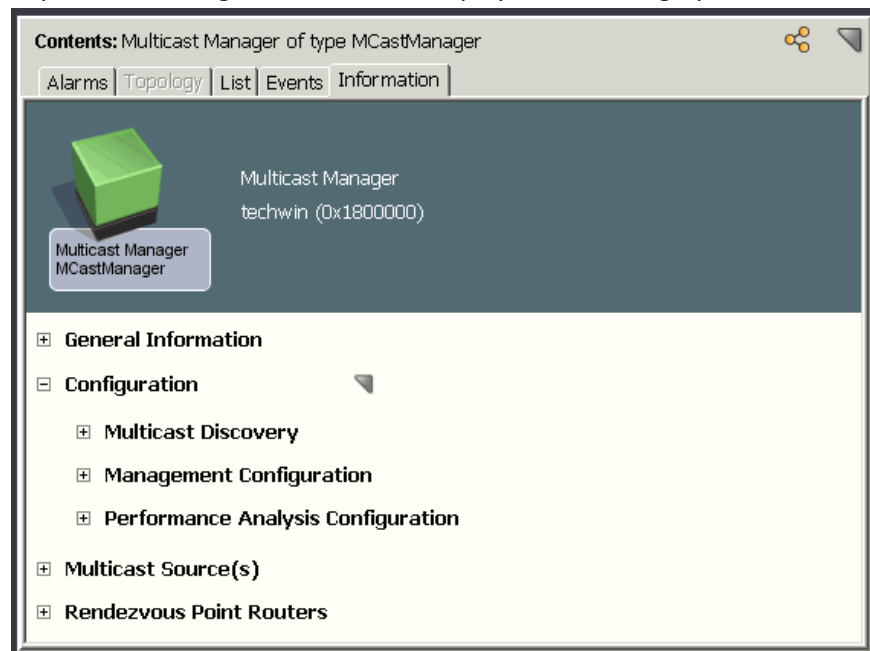 Contents: Multicast Manager of type MCastManager
Alarms Topology List Events Information
Multicast Manager
techwin (0x1800000)
Multicast Manager
MCastManager
General Information
Configuration
Multicast Discovery
Management Configuration
Performance Analysis Configuration
Multicast Source(s)
Rendezvous Point Routers